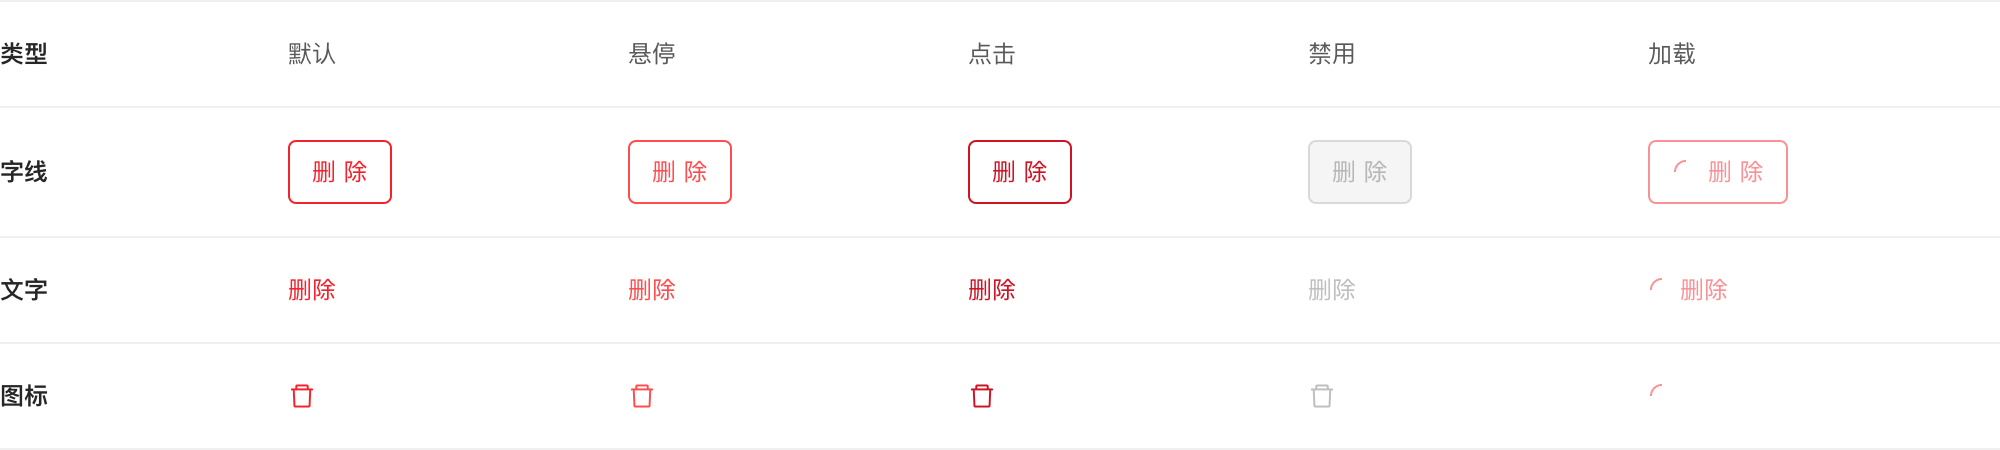 类型 默认 悬停 点击 禁用 加载
字线 删 除 删 除 删 除 删 除 删 除
文字 删除 删除 删除 删除 删除
图标